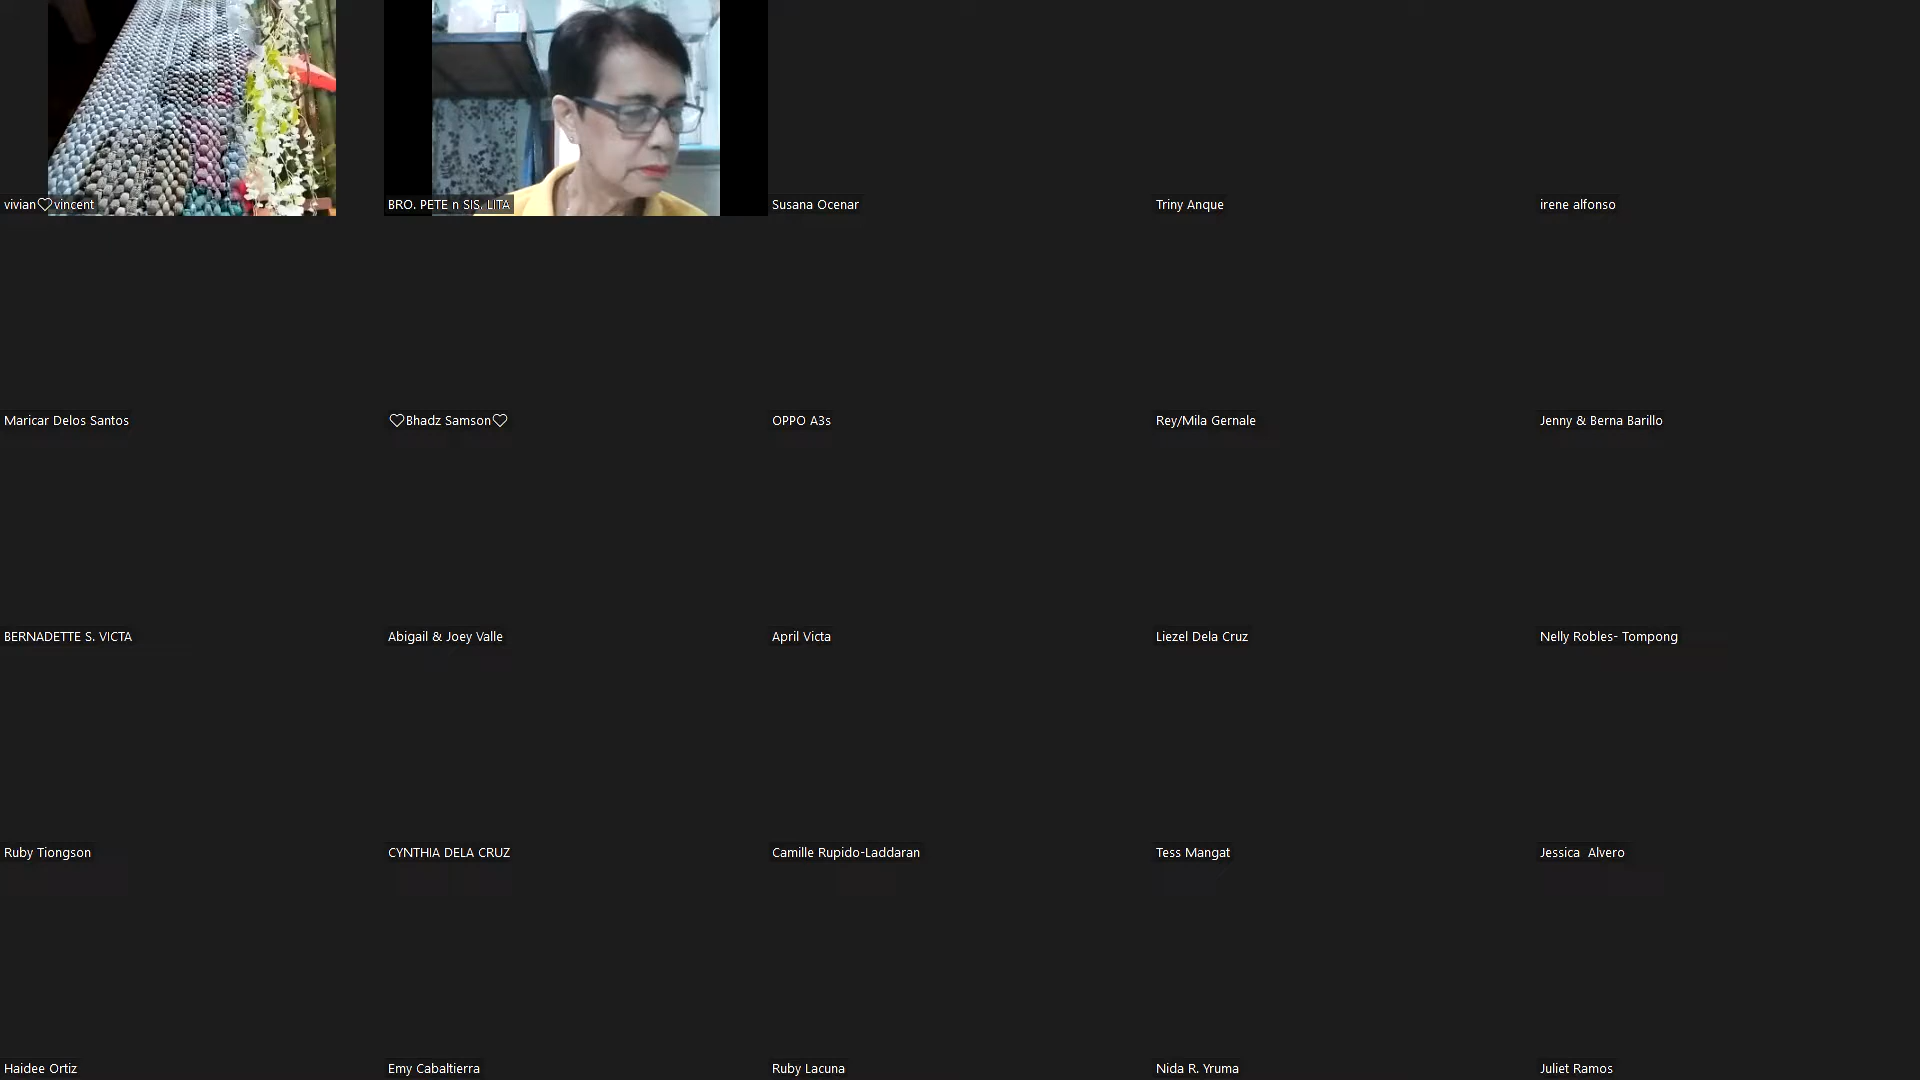 vivian♡vincent
BRO. PETE n SIS. LITA
Susana Ocenar
Triny Anque
irene alfonso
Maricar Delos Santos
♡Bhadz Samson♡
OPPO A3s
Rey/Mila Gernale
Jenny & Berna Barillo
BERNADETTE S. VICTA
Abigail & Joey Valle
April Victa
Liezel Dela Cruz
Nelly Robles- Tompong
Ruby Tiongson
CYNTHIA DELA CRUZ
Camille Rupido-Laddaran
Tess Mangat
Jessica  Alvero
Haidee Ortiz
Emy Cabaltierra
Ruby Lacuna
Nida R. Yruma
Juliet Ramos